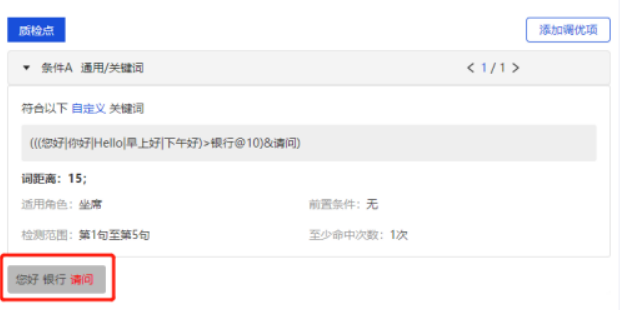 质检点
添加调优项
▼ 条件A 通用/关键词 < 1 / 1 >
符合以下 自定义 关键词
(((您好|你好|Hello|早上好|下午好)>银行@10)&请问)
词距离：15;
适用角色：坐席 前置条件：无
检测范围：第1句至第5句 至少命中次数：1次
您好 银行 请问